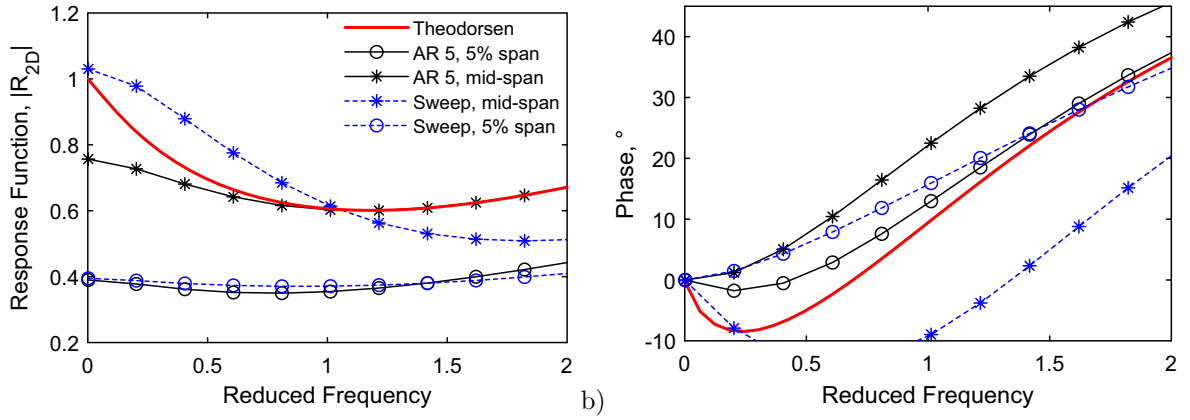 Response Function, |R2D|
1.2
1
0.8
0.6
0.4
0.2
0
0.5
1
1.5
2
Reduced Frequency
Theodorsen
AR 5, 5% span
AR 5, mid-span
Sweep, mid-span
Sweep, 5% span
b)
Phase,°
40
30
20
10
0
-10
0
0.5
1
1.5
2
Reduced Frequency